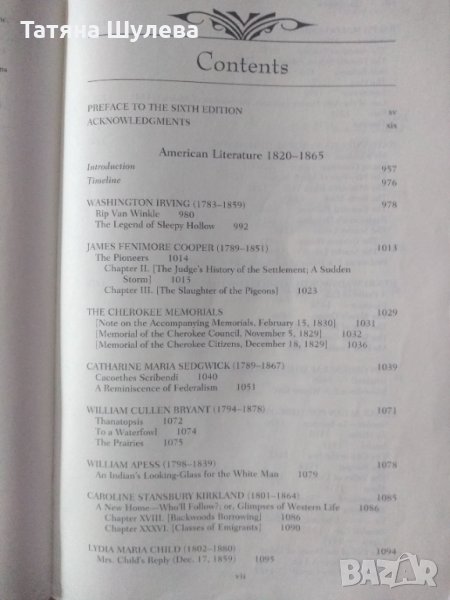 Татяна Шулева
Contents
PREFACE TO THE SIXTH EDITION xv
ACKNOWLEDGMENTS xix
American Literature 1820–1865
Introduction 957
Timeline 976
WASHINGTON IRVING (1783–1859) 978
Rip Van Winkle 980
The Legend of Sleepy Hollow 992
JAMES FENIMORE COOPER (1789–1851) 1013
The Pioneers 1014
Chapter II. [The Judge's History of the Settlement; A Sudden
Storm] 1015
Chapter III. [The Slaughter of the Pigeons] 1023
THE CHEROKEE MEMORIALS 1029
[Note on the Accompanying Memorials, February 15, 1830] 1031
[Memorial of the Cherokee Council, November 5, 1829] 1032
[Memorial of the Cherokee Citizens, December 18, 1829] 1036
CATHARINE MARIA SEDGWICK (1789–1867) 1039
Cacoethes Scribendi 1040
A Reminiscence of Federalism 1051
WILLIAM CULLEN BRYANT (1794–1878) 1071
Thanatopsis 1072
To a Waterfowl 1074
The Prairies 1075
WILLIAM APESS (1798–1839) 1078
An Indian's Looking-Glass for the White Man 1079
CAROLINE STANSBURY KIRKLAND (1801–1864) 1085
A New Home—Who'll Follow?; or, Glimpses of Western Life 1086
Chapter XVIII. [Backwoods Borrowing] 1086
Chapter XXXVI. [Classes of Emigrants] 1090
LYDIA MARIA CHILD (1802–1880) 1094
Mrs. Child's Reply (Dec. 17, 1859) 1095
vii
BAZAR